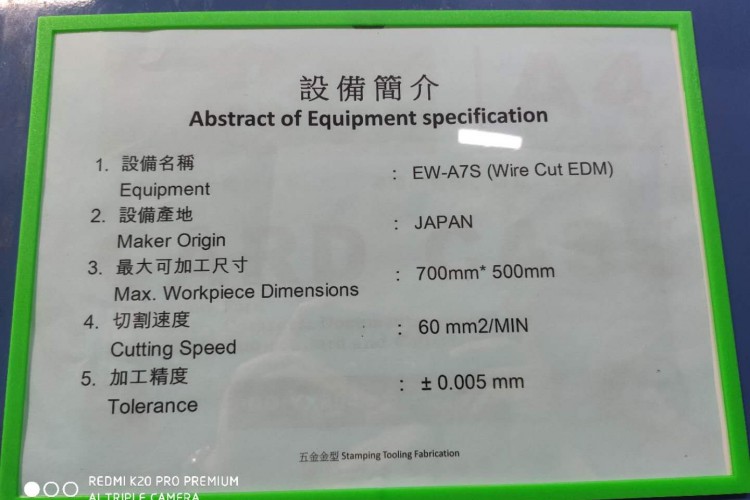 設備簡介
Abstract of Equipment specification
1. 設備名稱
Equipment : EW-A7S (Wire Cut EDM)
2. 設備產地
Maker Origin : JAPAN
3. 最大可加工尺寸
Max. Workpiece Dimensions : 700mm* 500mm
4. 切割速度
Cutting Speed : 60 mm2/MIN
5. 加工精度
Tolerance : ± 0.005 mm
五金金型 Stamping Tooling Fabrication
REDMI K20 PRO PREMIUM
AI TRIPLE CAMERA